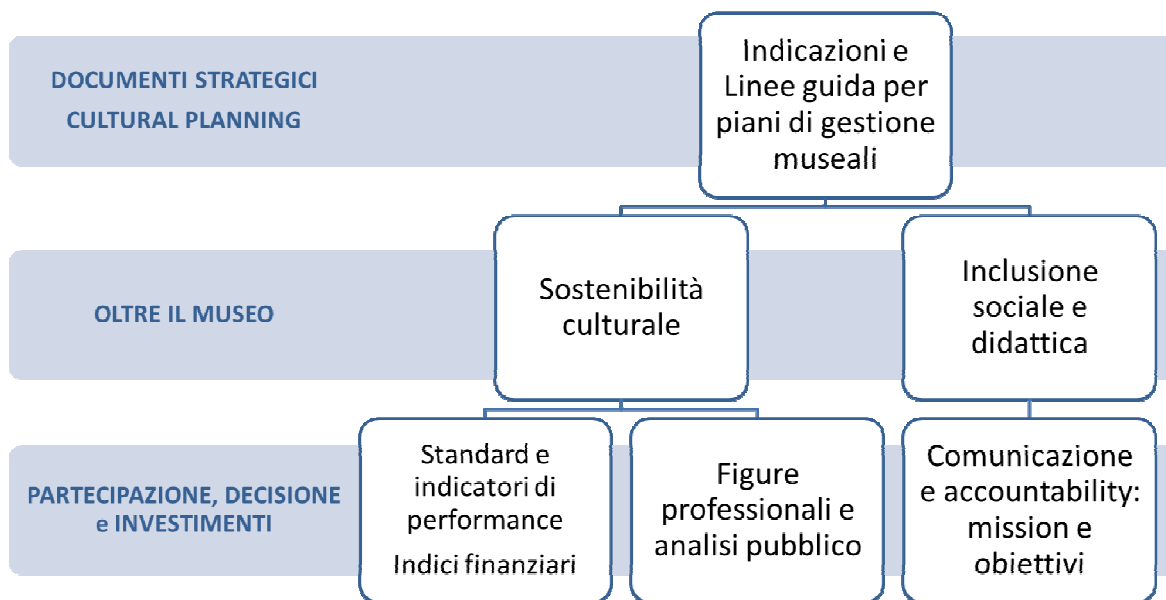 DOCUMENTI STRATEGICI
CULTURAL PLANNING
Indicazioni e
Linee guida per
piani di gestione
museali
OLTRE IL MUSEO
Sostenibilità
culturale
Inclusione
sociale e
didattica
PARTECIPAZIONE, DECISIONE
e INVESTIMENTI
Standard e
indicatori di
performance
Indici finanziari
Figure
professionali e
analisi pubblico
Comunicazione
e accountability:
mission e
obiettivi